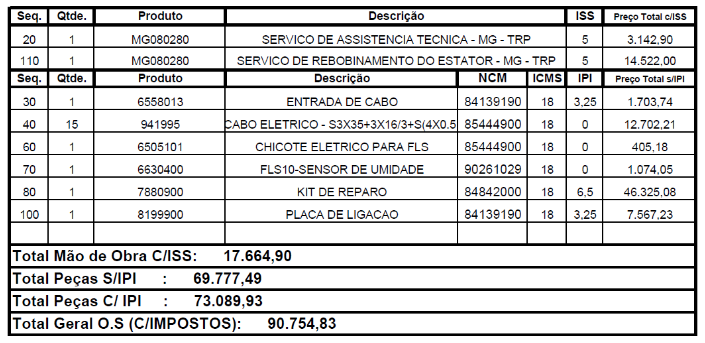 Seq. Qtde. Produto Descrição ISS Preço Total c/ISS
20 1 MG080280 SERVICO DE ASSISTENCIA TECNICA - MG - TRP 5 3.142,90
110 1 MG080280 SERVICO DE REBOBINAMENTO DO ESTATOR - MG - TRP 5 14.522,00
Seq. Qtde. Produto Descrição NCM ICMS IPI Preço Total s/IPI
30 1 6558013 ENTRADA DE CABO 84139190 18 3,25 1.703,74
40 15 941995 CABO ELETRICO - S3X35+3X16/3+S(4X0.5 85444900 18 0 12.702,21
60 1 6505101 CHICOTE ELETRICO PARA FLS 85444900 18 0 405,18
70 1 6630400 FLS10-SENSOR DE UMIDADE 90261029 18 0 1.074,05
80 1 7880900 KIT DE REPARO 84842000 18 6,5 46.325,08
100 1 8199900 PLACA DE LIGACAO 84139190 18 3,25 7.567,23
Total Mão de Obra C/ISS: 17.664,90
Total Peças S/IPI : 69.777,49
Total Peças C/ IPI : 73.089,93
Total Geral O.S (C/IMPOSTOS): 90.754,83